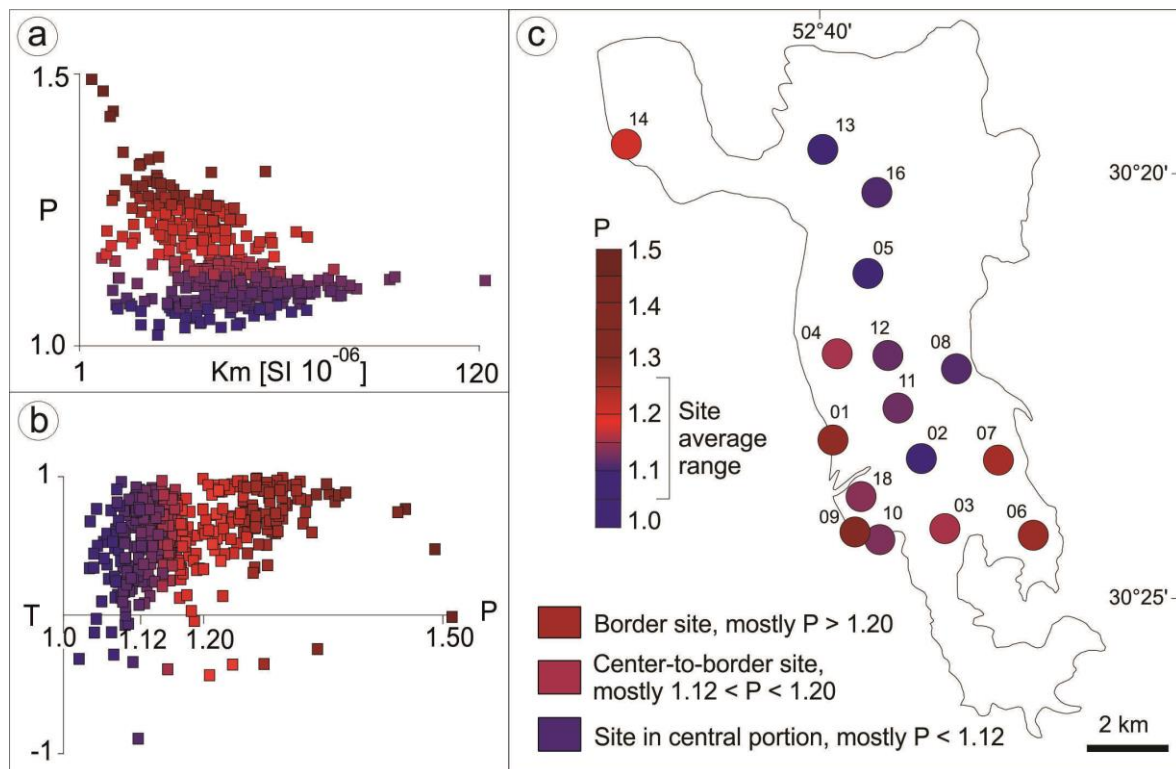 a
1.5
P
1.0
1
Km [SI 10-06]
120
b
1
T
1.0
1.12
1.20
1.50
P
-1
c
52°40'
30°20'
30°25'
14
13
16
05
04
12
08
11
01
02
07
18
09
10
03
06
P
1.5
1.4
1.3
1.2
1.1
1.0
Site
average
range
Border site, mostly P > 1.20
Center-to-border site,
mostly 1.12 < P < 1.20
Site in central portion, mostly P < 1.12
2 km